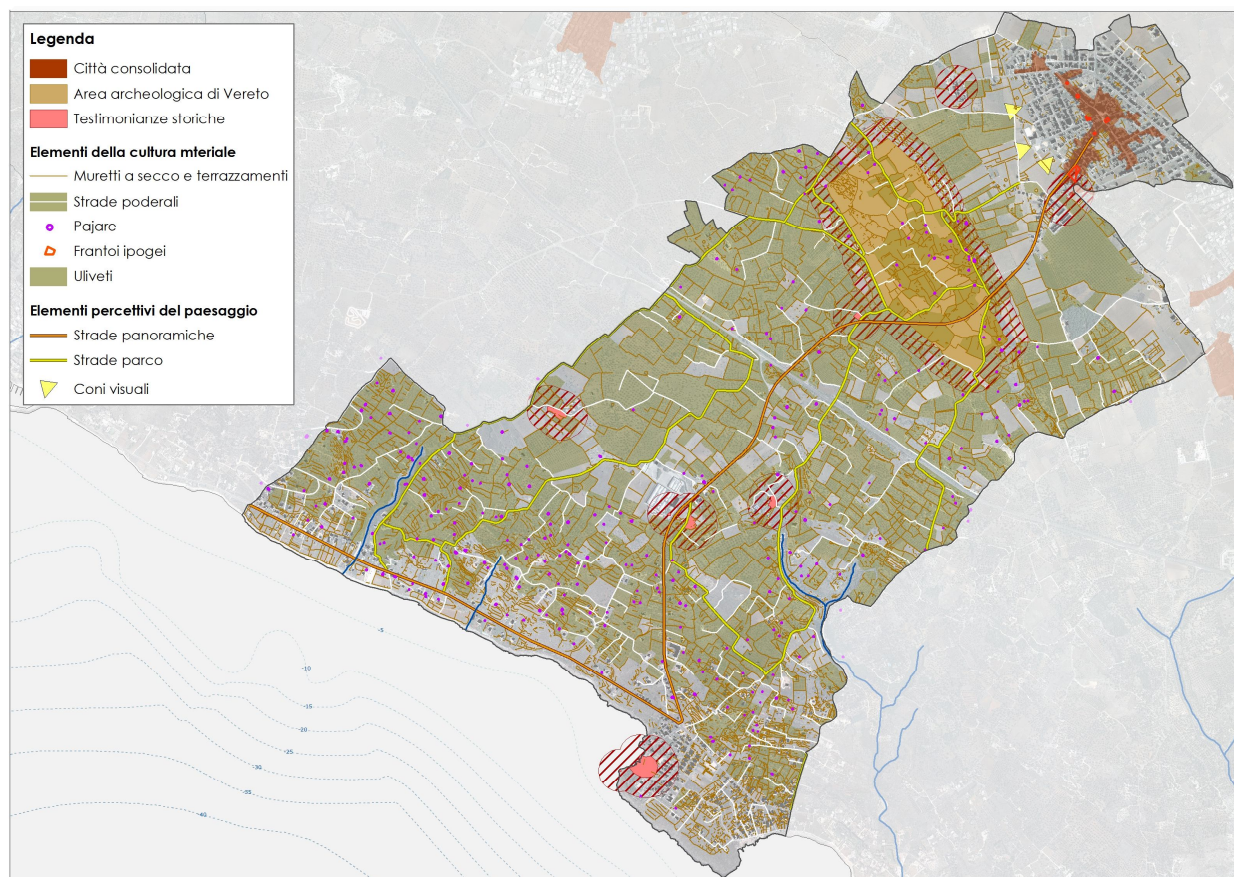 Legenda
Città consolidata
Area archeologica di Vereto
Testimonianze storiche
Elementi della cultura mteriale
Muretti a secco e terrazzamenti
Strade poderali
Pajare
Frantoi ipogei
Uliveti
Elementi percettivi del paesaggio
Strade panoramiche
Strade parco
Coni visuali
-5
-10
-15
-20
-25
-30
-35
-40